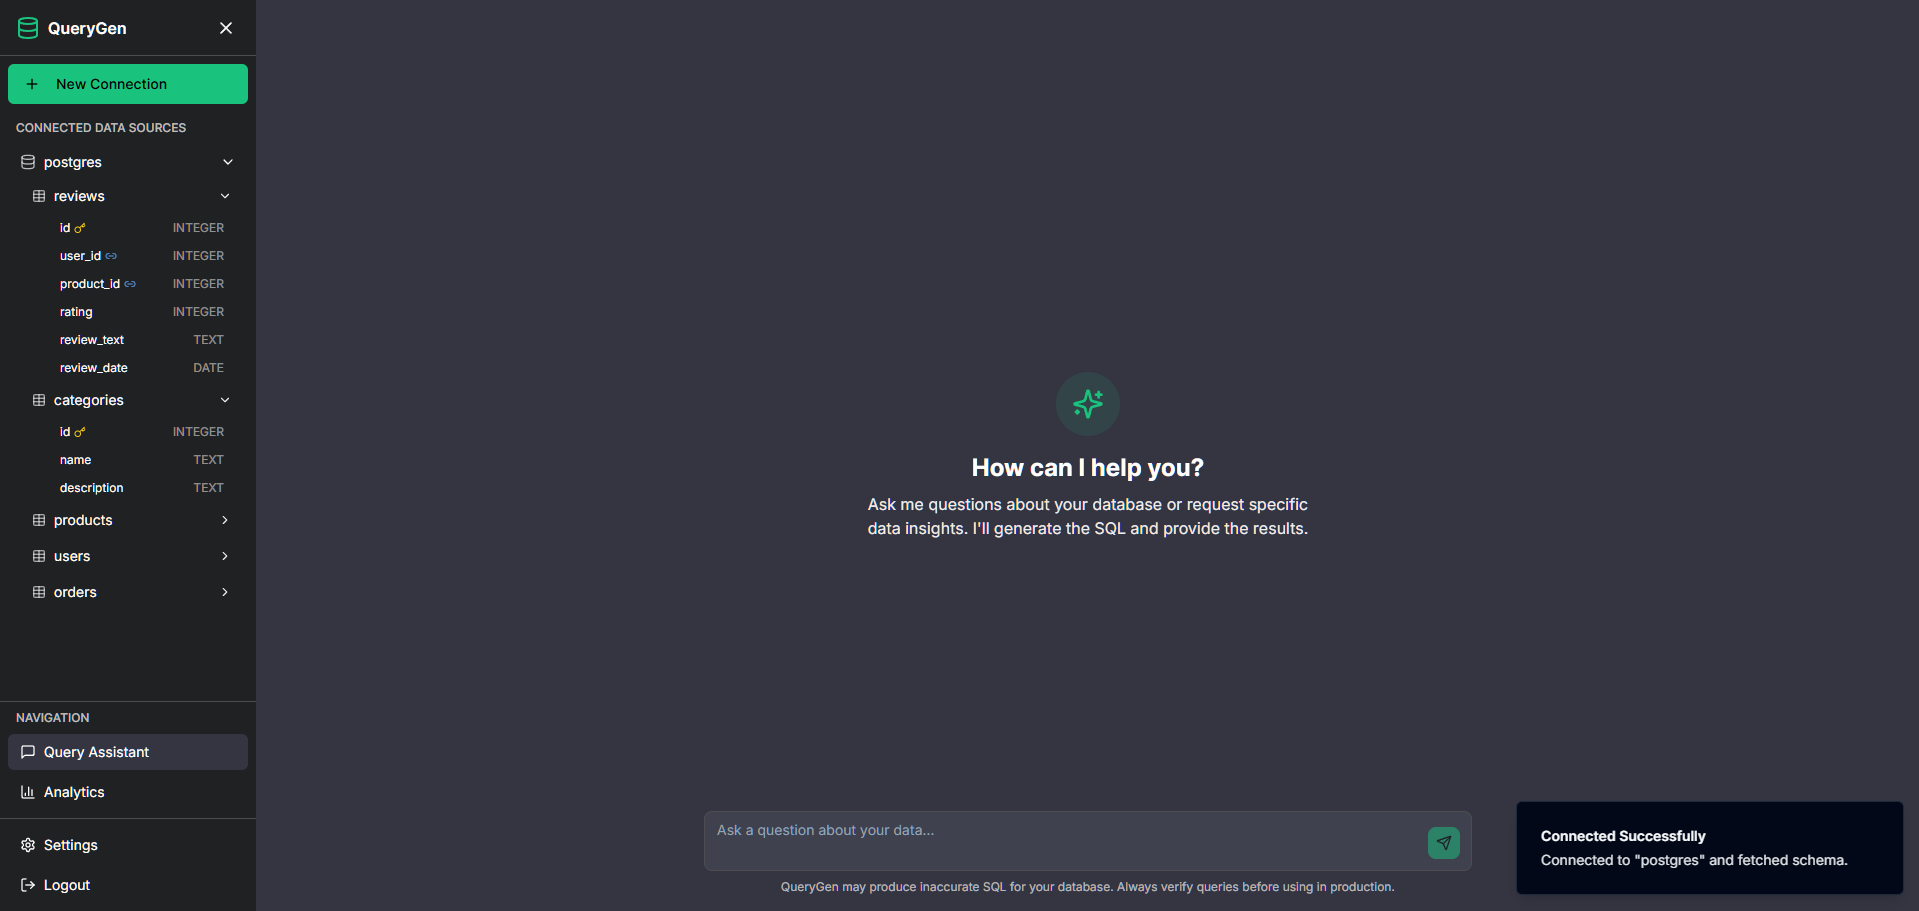 QueryGen
New Connection
CONNECTED DATA SOURCES
postgres
reviews
id INTEGER
user_id INTEGER
product_id INTEGER
rating INTEGER
review_text TEXT
review_date DATE
categories
id INTEGER
name TEXT
description TEXT
products
users
orders
NAVIGATION
Query Assistant
Analytics
Settings
Logout
How can I help you?
Ask me questions about your database or request specific
data insights. I'll generate the SQL and provide the results.
Ask a question about your data...
QueryGen may produce inaccurate SQL for your database. Always verify queries before using in production.
Connected Successfully
Connected to "postgres" and fetched schema.